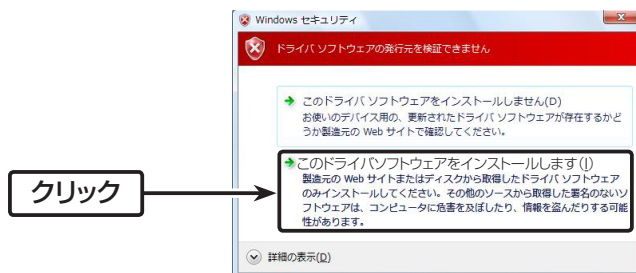 Windows セキュリティ
ドライバ ソフトウェアの発行元を検証できません
このドライバ ソフトウェアをインストールしません(D)
お使いのデバイス用の、更新されたドライバ ソフトウェアが存在するかど
うか製造元の Web サイトで確認してください。
このドライバソフトウェアをインストールします(I)
製造元の Web サイトまたはディスクから取得したドライバ ソフトウェア
のみインストールしてください。その他のソースから取得した署名のないソ
フトウェアは、コンピュータに危害を及ぼしたり、情報を盗んだりする可能
性があります。
クリック
詳細の表示(D)